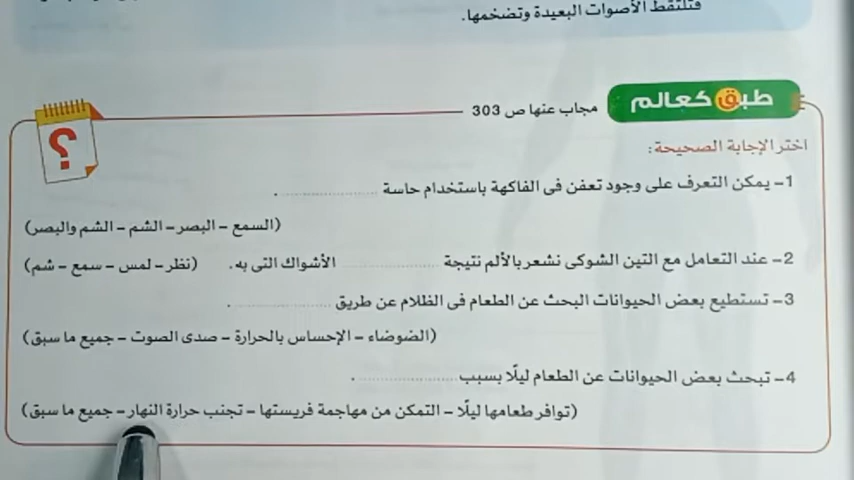 فتلتقط الأصوات البعيدة وتضخمها.
طبق كعالم
مجاب عنها ص 303
؟
اختر الإجابة الصحيحة:
1- يمكن التعرف على وجود تعفن فى الفاكهة باستخدام حاسة ................ .
(السمع - البصر - الشم - الشم والبصر)
2- عند التعامل مع التين الشوكى نشعر بالألم نتيجة ................ الأشواك التى به. (نظر - لمس - سمع - شم)
3- تستطيع بعض الحيوانات البحث عن الطعام فى الظلام عن طريق ................ .
(الضوضاء - الإحساس بالحرارة - صدى الصوت - جميع ما سبق)
4- تبحث بعض الحيوانات عن الطعام ليلًا بسبب ................ .
(توافر طعامها ليلًا - التمكن من مهاجمة فريستها - تجنب حرارة النهار - جميع ما سبق)